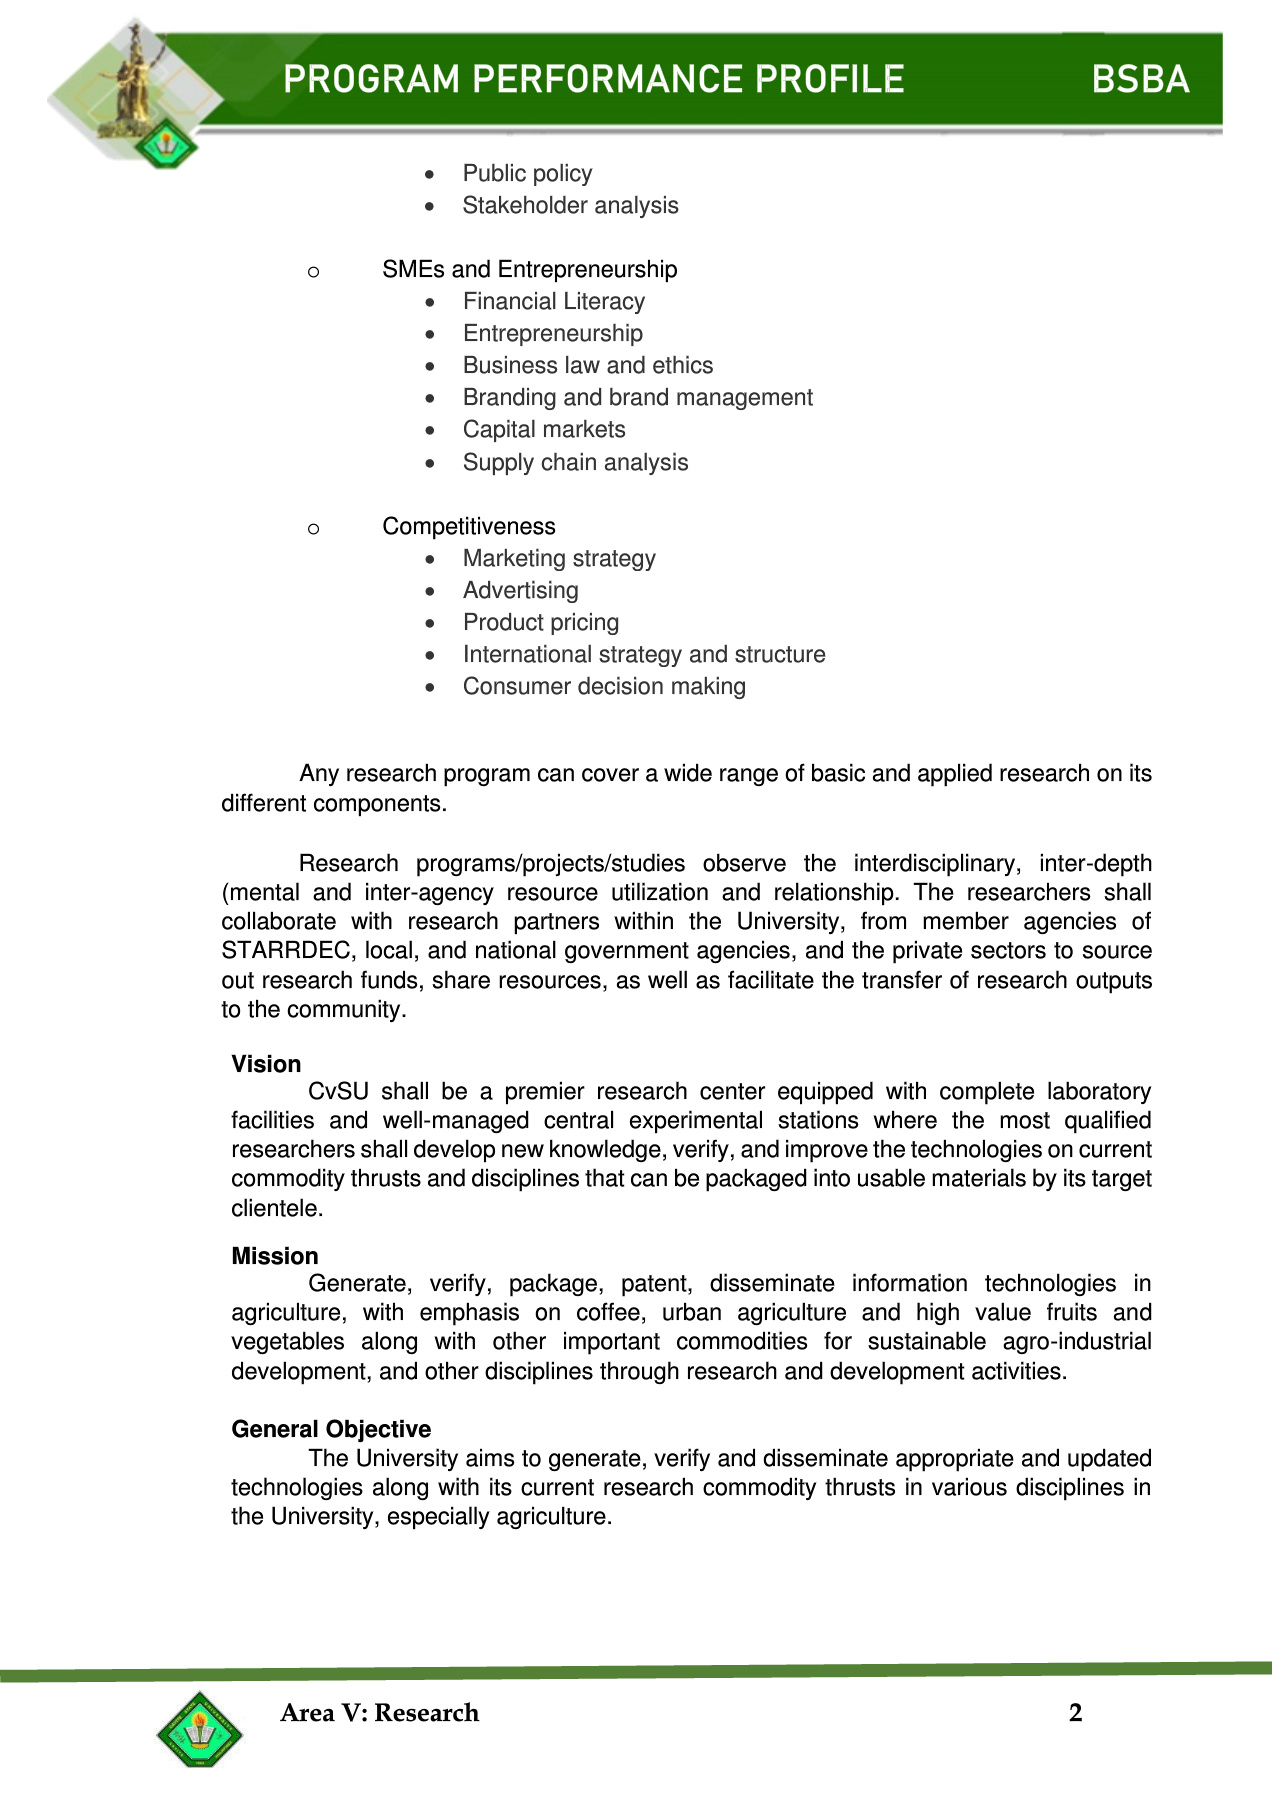 PROGRAM PERFORMANCE PROFILE BSBA
• Public policy
• Stakeholder analysis
o SMEs and Entrepreneurship
• Financial Literacy
• Entrepreneurship
• Business law and ethics
• Branding and brand management
• Capital markets
• Supply chain analysis
o Competitiveness
• Marketing strategy
• Advertising
• Product pricing
• International strategy and structure
• Consumer decision making
Any research program can cover a wide range of basic and applied research on its
different components.
Research programs/projects/studies observe the interdisciplinary, inter-depth
(mental and inter-agency resource utilization and relationship. The researchers shall
collaborate with research partners within the University, from member agencies of
STARRDEC, local, and national government agencies, and the private sectors to source
out research funds, share resources, as well as facilitate the transfer of research outputs
to the community.
Vision
CvSU shall be a premier research center equipped with complete laboratory
facilities and well-managed central experimental stations where the most qualified
researchers shall develop new knowledge, verify, and improve the technologies on current
commodity thrusts and disciplines that can be packaged into usable materials by its target
clientele.
Mission
Generate, verify, package, patent, disseminate information technologies in
agriculture, with emphasis on coffee, urban agriculture and high value fruits and
vegetables along with other important commodities for sustainable agro-industrial
development, and other disciplines through research and development activities.
General Objective
The University aims to generate, verify and disseminate appropriate and updated
technologies along with its current research commodity thrusts in various disciplines in
the University, especially agriculture.
Area V: Research 2